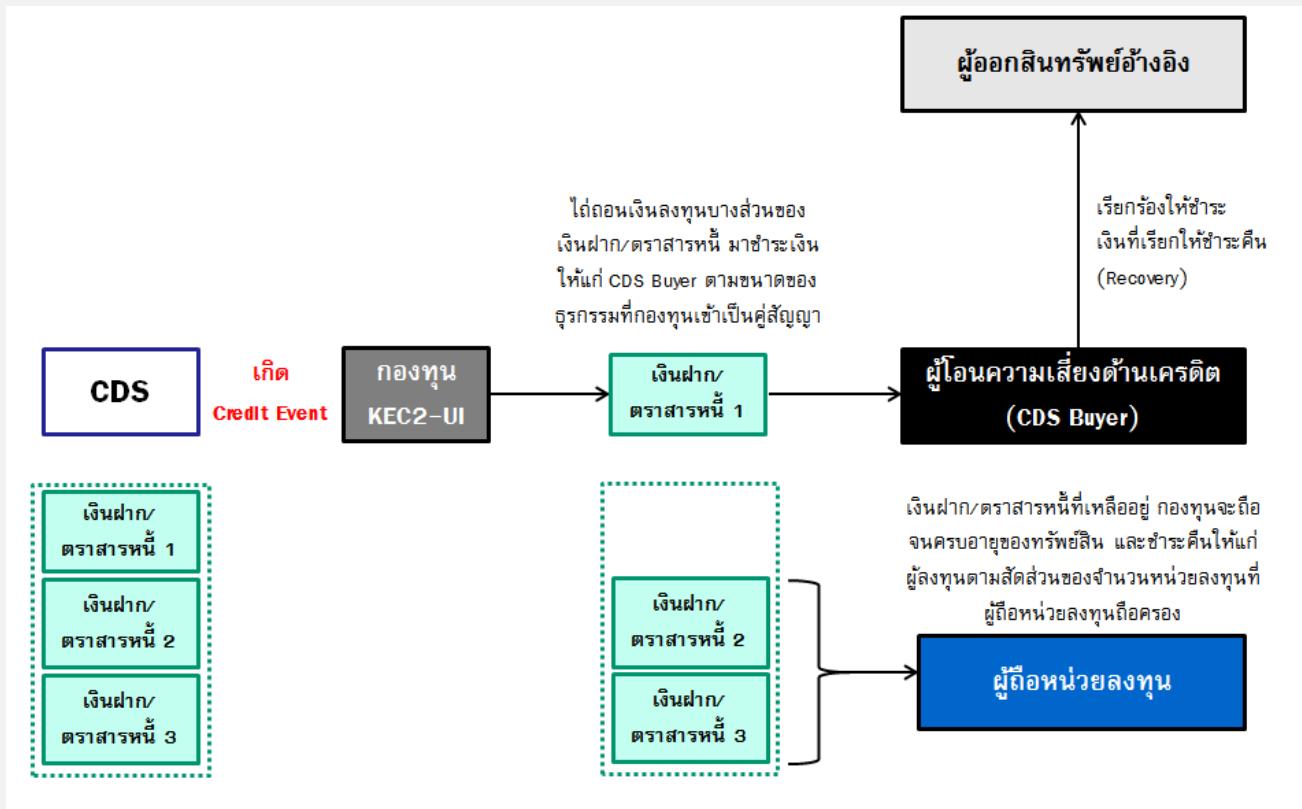 ผู้ออกสินทรัพย์อ้างอิง
ไถ่ถอนเงินลงทุนบางส่วนของ
เงินฝาก/ตราสารหนี้ มาชำระเงิน
ให้แก่ CDS Buyer ตามขนาดของ
ธุรกรรมที่กองทุนเข้าเป็นคู่สัญญา
เรียกร้องให้ชำระ
เงินที่เรียกให้ชำระคืน
(Recovery)
CDS
เกิด
Credit Event
กองทุน
KEC2-UI
เงินฝาก/
ตราสารหนี้ 1
ผู้โอนความเสี่ยงด้านเครดิต
(CDS Buyer)
เงินฝาก/
ตราสารหนี้ 1
เงินฝาก/
ตราสารหนี้ 2
เงินฝาก/
ตราสารหนี้ 3
เงินฝาก/
ตราสารหนี้ 2
เงินฝาก/
ตราสารหนี้ 3
เงินฝาก/ตราสารหนี้ที่เหลืออยู่ กองทุนจะถือ
จนครบอายุของทรัพย์สิน และชำระคืนให้แก่
ผู้ลงทุนตามสัดส่วนของจำนวนหน่วยลงทุนที่
ผู้ถือหน่วยลงทุนถือครอง
ผู้ถือหน่วยลงทุน